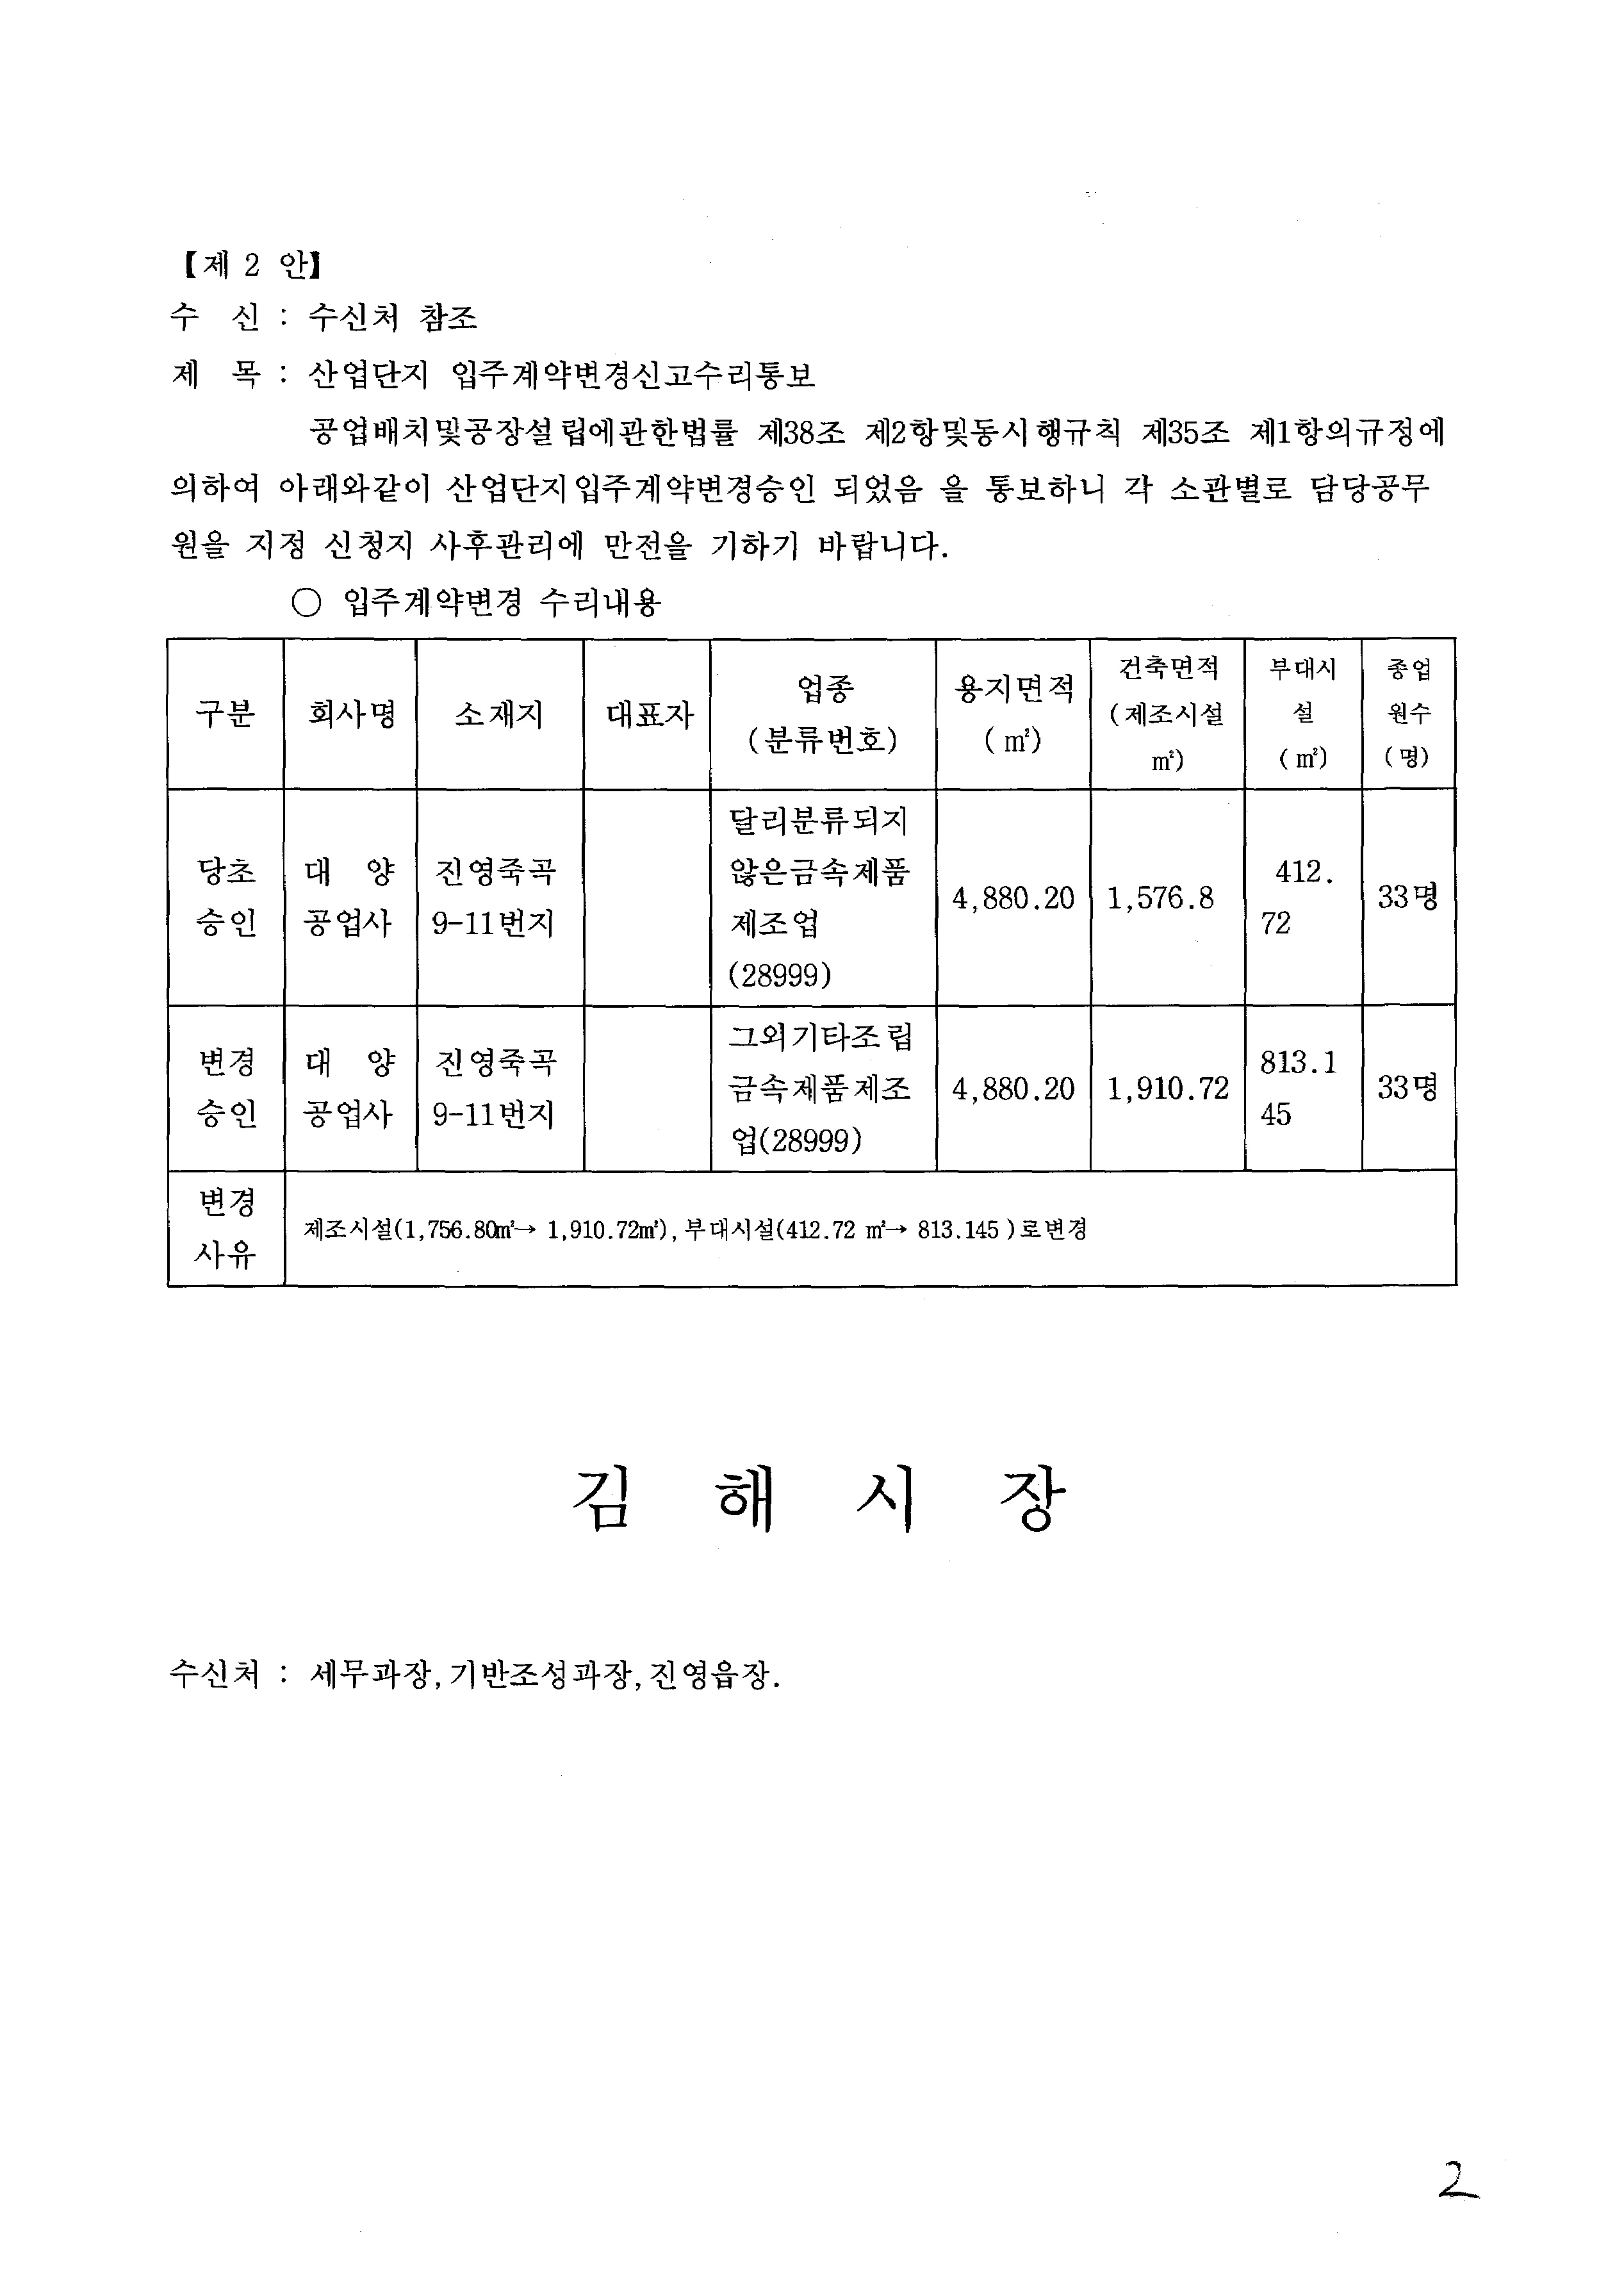 【제 2 안】
수 신 : 수신처 참조
제 목 : 산업단지 입주계약변경신고수리통보
공업배치및공장설립에관한법률 제38조 제2항및동시행규칙 제35조 제1항의규정에
의하여 아래와같이 산업단지입주계약변경승인 되었음 을 통보하니 각 소관별로 담당공무
원을 지정 신청지 사후관리에 만전을 기하기 바랍니다.
○ 입주계약변경 수리내용
구분 회사명 소재지 대표자 업종 (분류번호) 용지면적 (㎡) 건축면적 (제조시설 ㎡) 부대시설 (㎡) 종업원수 (명)
당초승인 대 양 공업사 진영죽곡 9-11번지 달리분류되지 않은금속제품 제조업 (28999) 4,880.20 1,576.8 412.72 33명
변경승인 대 양 공업사 진영죽곡 9-11번지 그외기타조립 금속제품제조업(28999) 4,880.20 1,910.72 813.145 33명
변경사유 제조시설(1,756.80㎡→ 1,910.72㎡), 부대시설(412.72 ㎡→ 813.145 )로변경
김 해 시 장
수신처 : 세무과장, 기반조성과장, 진영읍장.
2